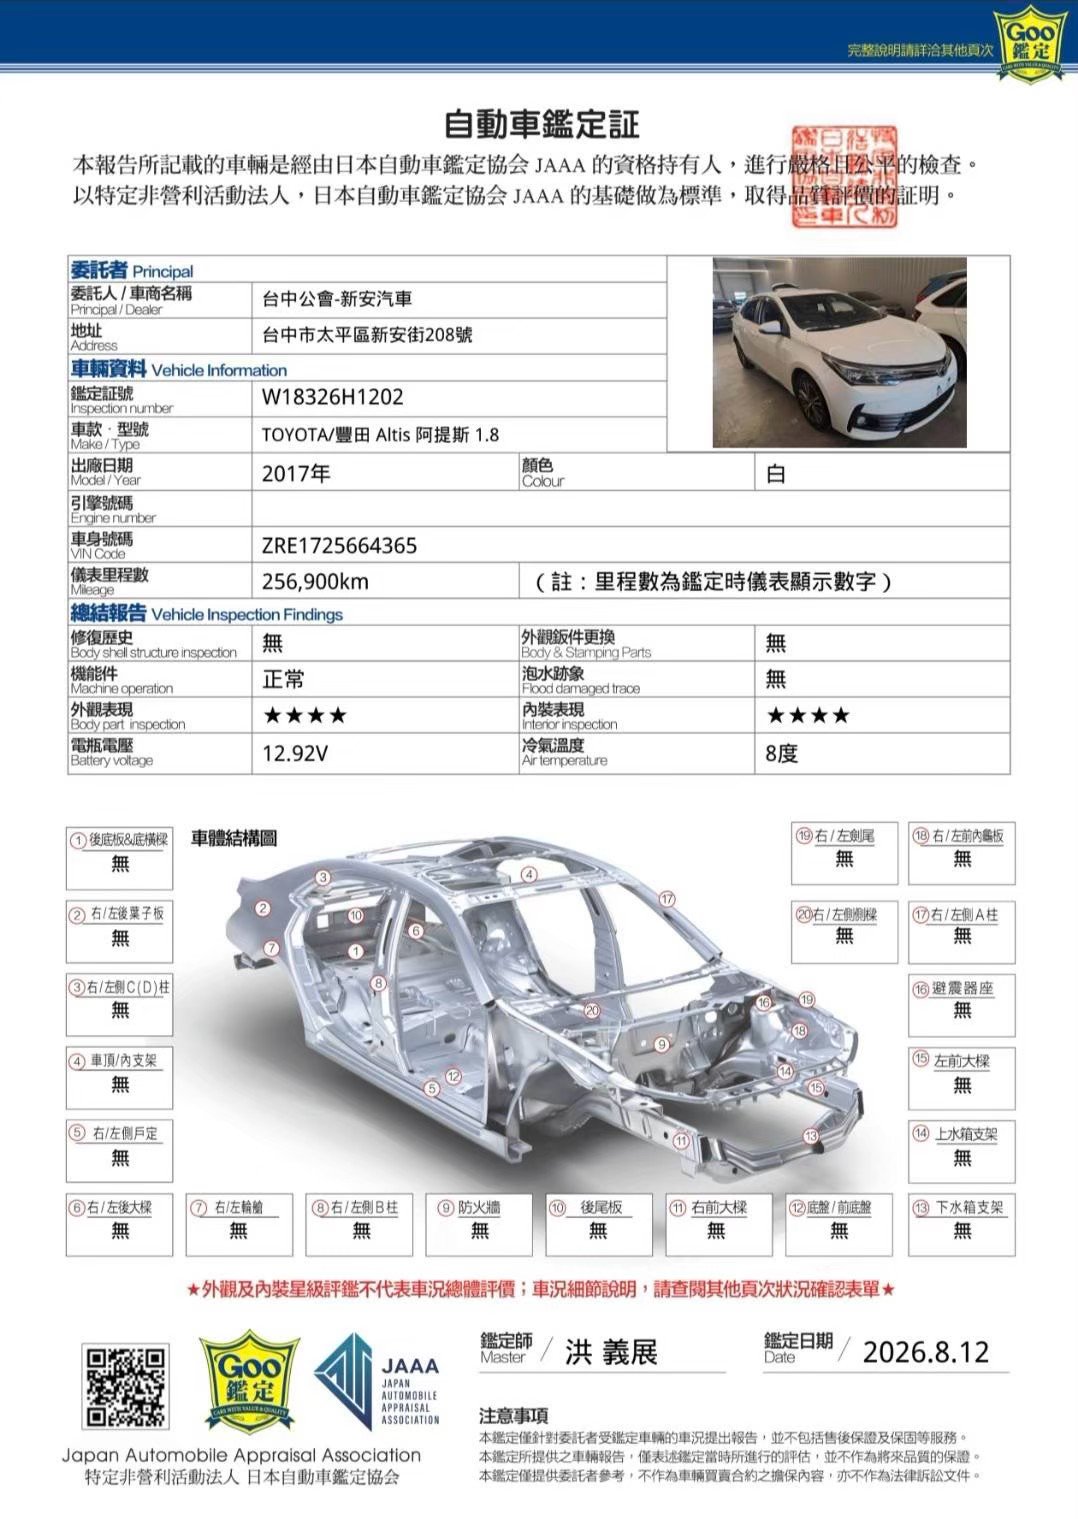 完整說明請詳洽其他頁次
Goo
鑑定
自動車鑑定証
本報告所記載的車輛是經由日本自動車鑑定協会 JAAA 的資格持有人，進行嚴格且公平的檢查。
以特定非營利活動法人，日本自動車鑑定協会 JAAA 的基礎做為標準，取得品質評價的証明。
委託者 Principal
委託人 / 車商名稱
Principal / Dealer
台中公會-新安汽車
地址
Address
台中市太平區新安街208號
車輛資料 Vehicle Information
鑑定証號
Inspection number
W18326H1202
車款．型號
Make / Type
TOYOTA/豐田 Altis 阿提斯 1.8
出廠日期
Model / Year
2017年
顏色
Colour
白
引擎號碼
Engine number
車身號碼
VIN Code
ZRE1725664365
儀表里程數
Mileage
256,900km
（註：里程數為鑑定時儀表顯示數字）
總結報告 Vehicle Inspection Findings
修復歷史
Body shell structure inspection
無
外觀鈑件更換
Body & Stamping Parts
無
機能件
Machine operation
正常
泡水跡象
Flood damaged trace
無
外觀表現
Body part inspection
★★★★
內裝表現
Interior inspection
★★★★
電瓶電壓
Battery voltage
12.92V
冷氣溫度
Air temperature
8度
車體結構圖
① 後底板&底橫樑
無
② 右/左後葉子板
無
③ 右/左側C(D)柱
無
④ 車頂/內支架
無
⑤ 右/左側戶定
無
⑥ 右/左後大樑
無
⑦ 右/左輪艙
無
⑧ 右/左側B柱
無
⑨ 防火牆
無
⑩ 後尾板
無
⑪ 右前大樑
無
⑫ 底盤/前底盤
無
⑬ 下水箱支架
無
⑭ 上水箱支架
無
⑮ 左前大樑
無
⑯ 避震器座
無
⑰ 右/左側A柱
無
⑱ 右/左前內龜板
無
⑲ 右/左劍尾
無
⑳ 右/左側側樑
無
★外觀及內裝星級評鑑不代表車況總體評價；車況細節說明，請查閱其他頁次狀況確認表單★
Goo
鑑定
CARS WITH VALUE & QUALITY
JAAA
JAPAN
AUTOMOBILE
APPRAISAL
ASSOCIATION
Japan Automobile Appraisal Association
特定非營利活動法人 日本自動車鑑定協会
鑑定師
Master
/ 洪 義展
鑑定日期
Date
/ 2026.8.12
注意事項
本鑑定僅針對委託者受鑑定車輛的車況提出報告，並不包括售後保證及保固等服務。
本鑑定所提供之車輛報告，僅表述鑑定當時所進行的評估，並不作為將來品質的保證。
本鑑定僅提供委託者參考，不作為車輛買賣合約之擔保內容，亦不作為法律訴訟文件。